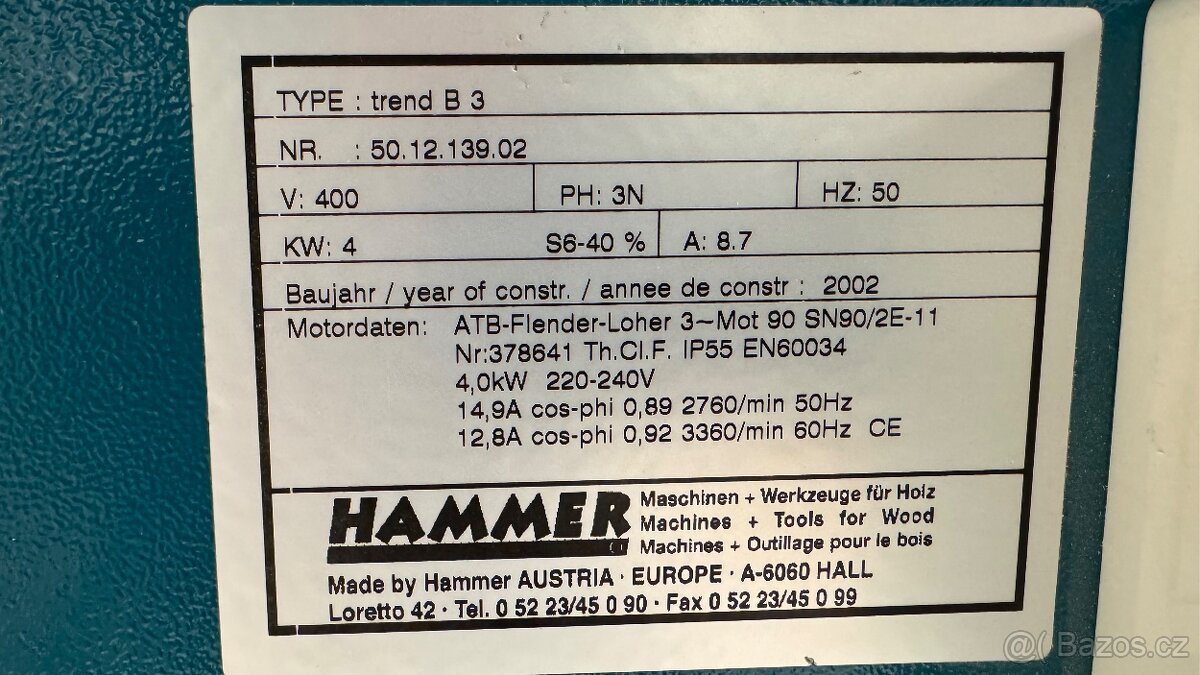 TYPE : trend B 3
NR. : 50.12.139.02
V: 400 PH: 3N HZ: 50
KW: 4 S6-40 % A: 8.7
Baujahr / year of constr. / annee de constr : 2002
Motordaten: ATB-Flender-Loher 3~Mot 90 SN90/2E-11
Nr:378641 Th.Cl.F. IP55 EN60034
4,0kW 220-240V
14,9A cos-phi 0,89 2760/min 50Hz
12,8A cos-phi 0,92 3360/min 60Hz CE
HAMMER
Maschinen + Werkzeuge für Holz
Machines + Tools for Wood
Machines + Outillage pour le bois
Made by Hammer AUSTRIA · EUROPE · A-6060 HALL
Loretto 42 · Tel. 0 52 23/45 0 90 · Fax 0 52 23/45 0 99
Bazos.cz